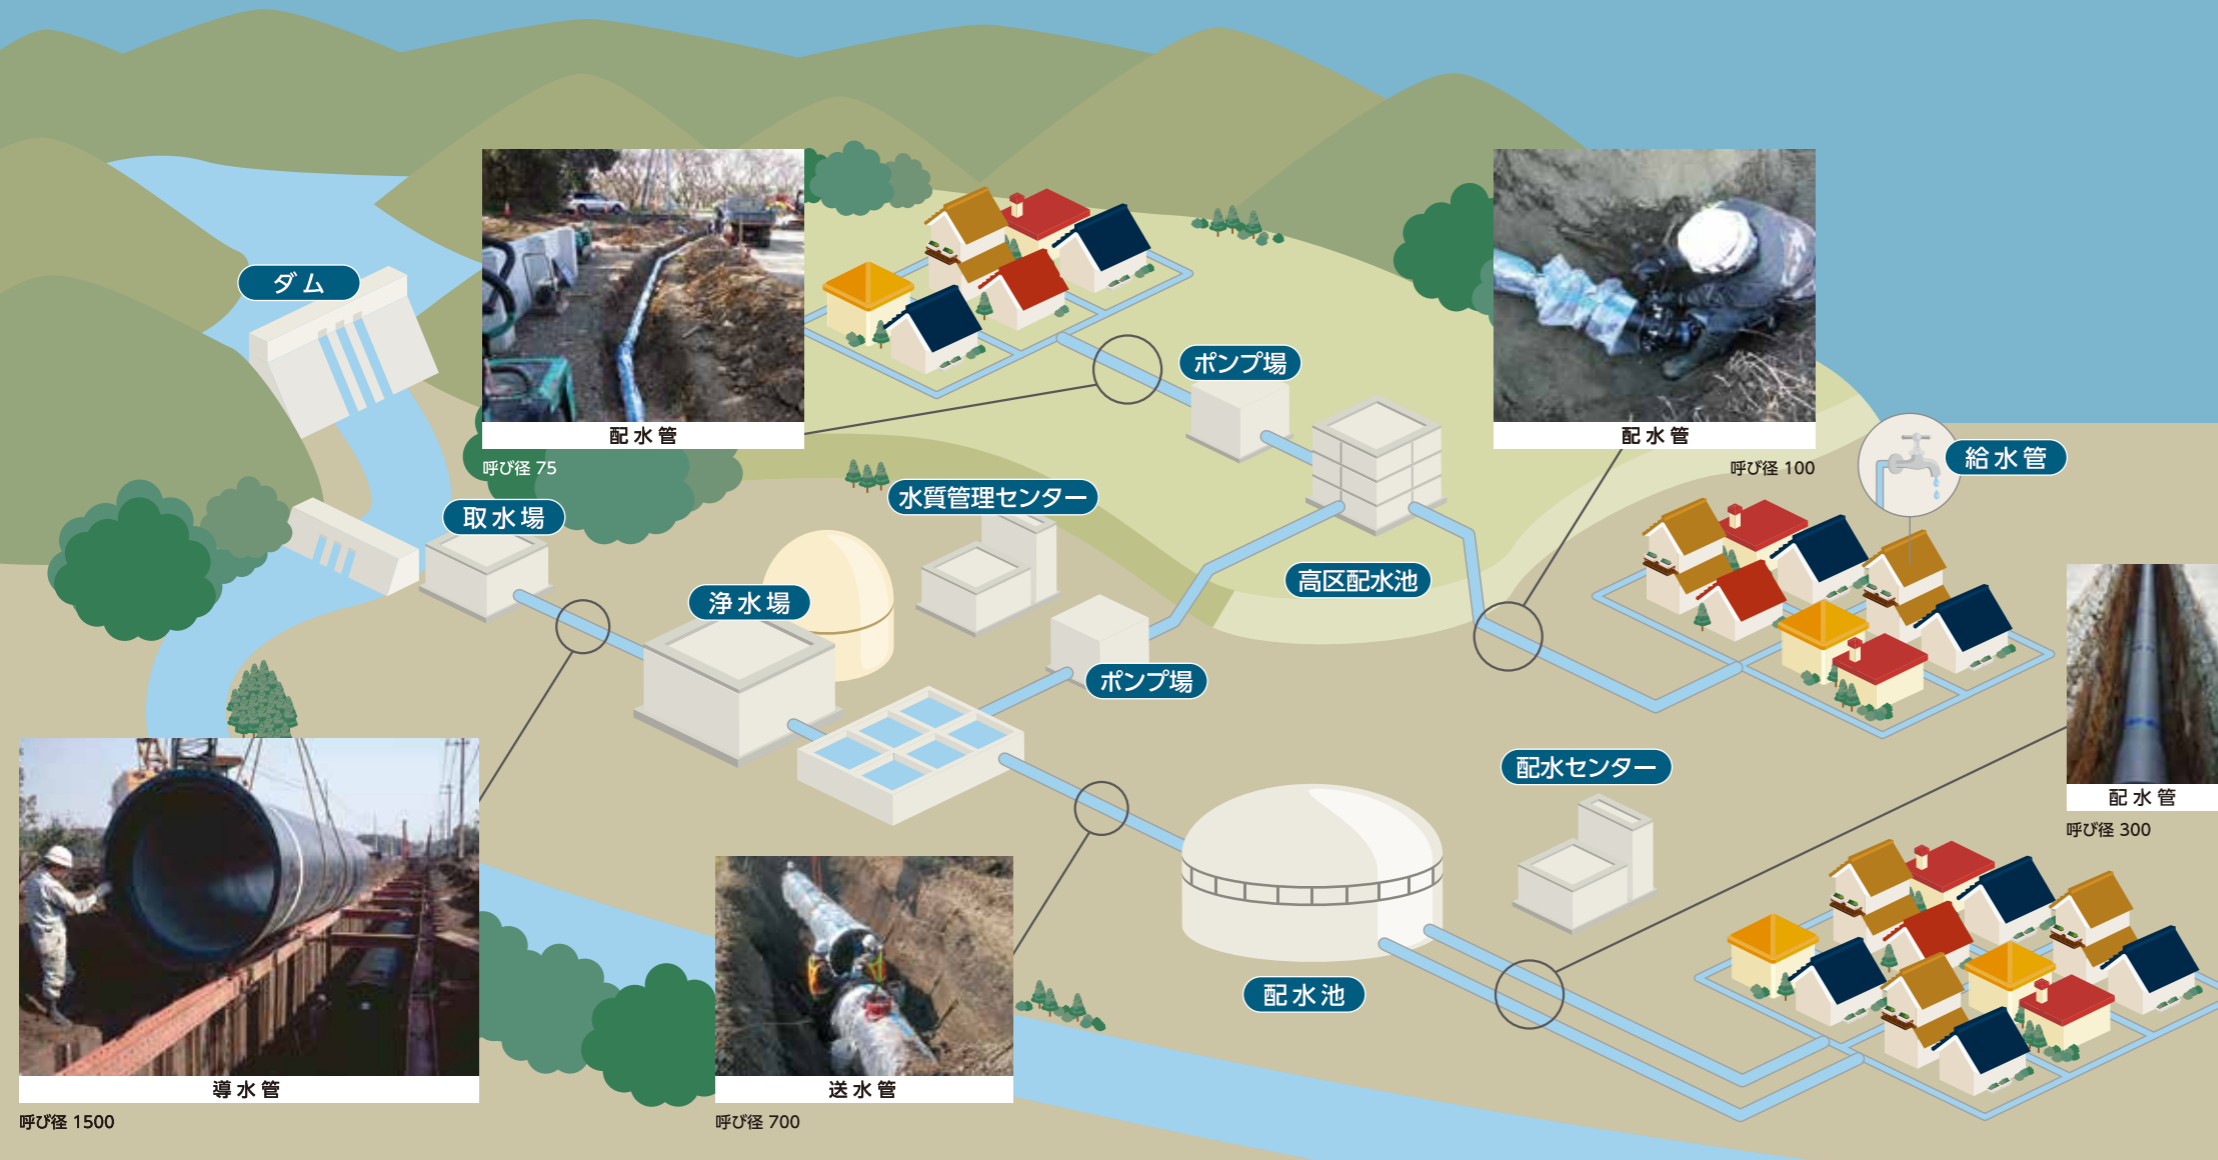 ダム
配水管
呼び径 75
ポンプ場
配水管
呼び径 100
給水管
取水場
水質管理センター
浄水場
高区配水池
ポンプ場
配水管
呼び径 300
配水センター
配水池
導水管
呼び径 1500
送水管
呼び径 700